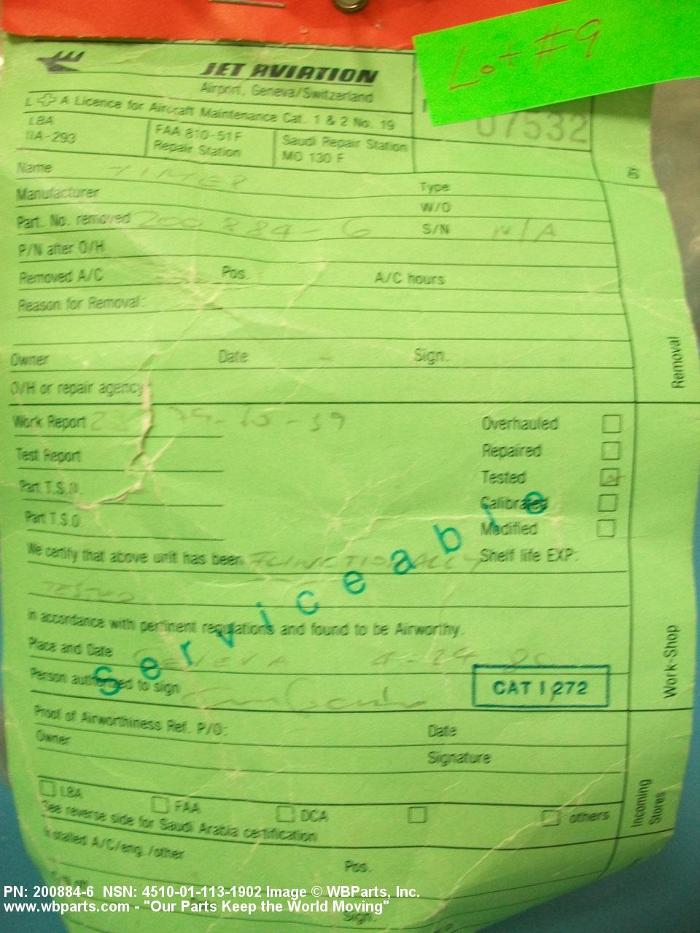 Lot #9
JET AVIATION
Airport, Geneva/Switzerland
07532
L A Licence for Aircraft Maintenance Cat. 1 & 2 No. 19
LBA FAA 810-51F Saudi Repair Station
IIA-293 Repair Station MO 130 F
Name Type
Manufacturer W/O
Part. No. removed 200884-6 S/N N/A
P/N after O/H
Removed A/C Pos. A/C hours
Reason for Removal:
Removal
Owner Date Sign.
O/H or repair agency
Work Report Overhauled
Test Report Repaired
Tested
Part T.S.N. Calibrated
Part T.S.O Modified
We certify that above unit has been FUNCTIONALLY Shelf life EXP:
TESTED
Serviceable
in accordance with pertinent regulations and found to be Airworthy.
Place and Date GENEVA
Person authorized to sign CAT I 272
Work-Shop
Proof of Airworthiness Ref. P/O: Date
Owner Signature
LBA FAA DCA others
See reverse side for Saudi Arabia certification
Incoming Stores
Installed A/C/eng./other Pos.
Sign.
PN: 200884-6 NSN: 4510-01-113-1902 Image © WBParts, Inc.
www.wbparts.com - "Our Parts Keep the World Moving"